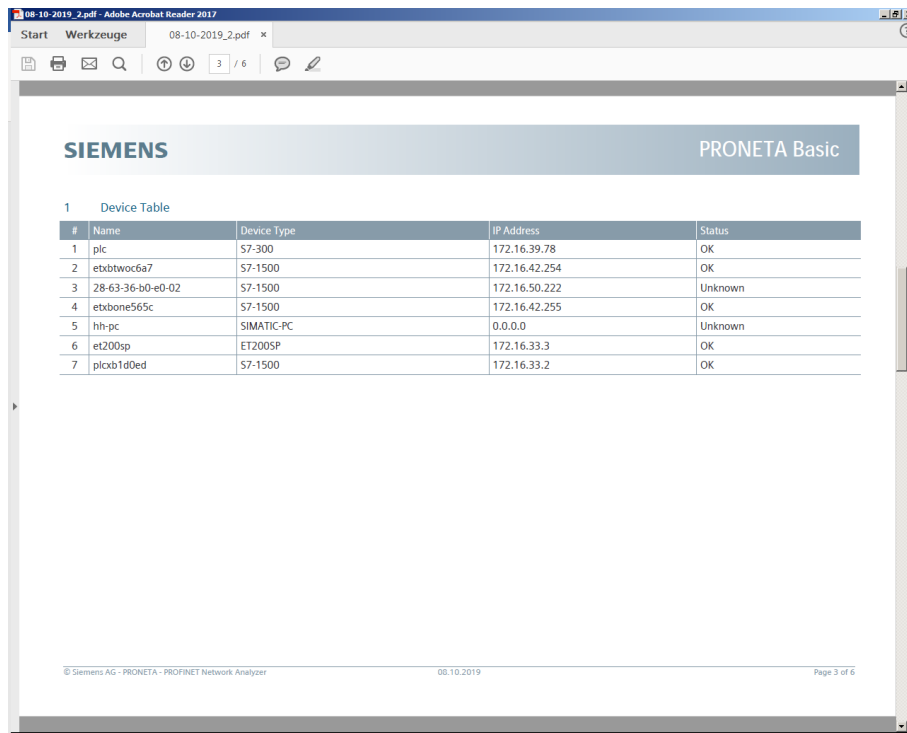 08-10-2019_2.pdf - Adobe Acrobat Reader 2017
Start Werkzeuge 08-10-2019_2.pdf ×
3 / 6
SIEMENS PRONETA Basic
1 Device Table
# Name Device Type IP Address Status
1 plc S7-300 172.16.39.78 OK
2 etxbtwoc6a7 S7-1500 172.16.42.254 OK
3 28-63-36-b0-e0-02 S7-1500 172.16.50.222 Unknown
4 etxbone565c S7-1500 172.16.42.255 OK
5 hh-pc SIMATIC-PC 0.0.0.0 Unknown
6 et200sp ET200SP 172.16.33.3 OK
7 plcxb1d0ed S7-1500 172.16.33.2 OK
© Siemens AG - PRONETA - PROFINET Network Analyzer 08.10.2019 Page 3 of 6